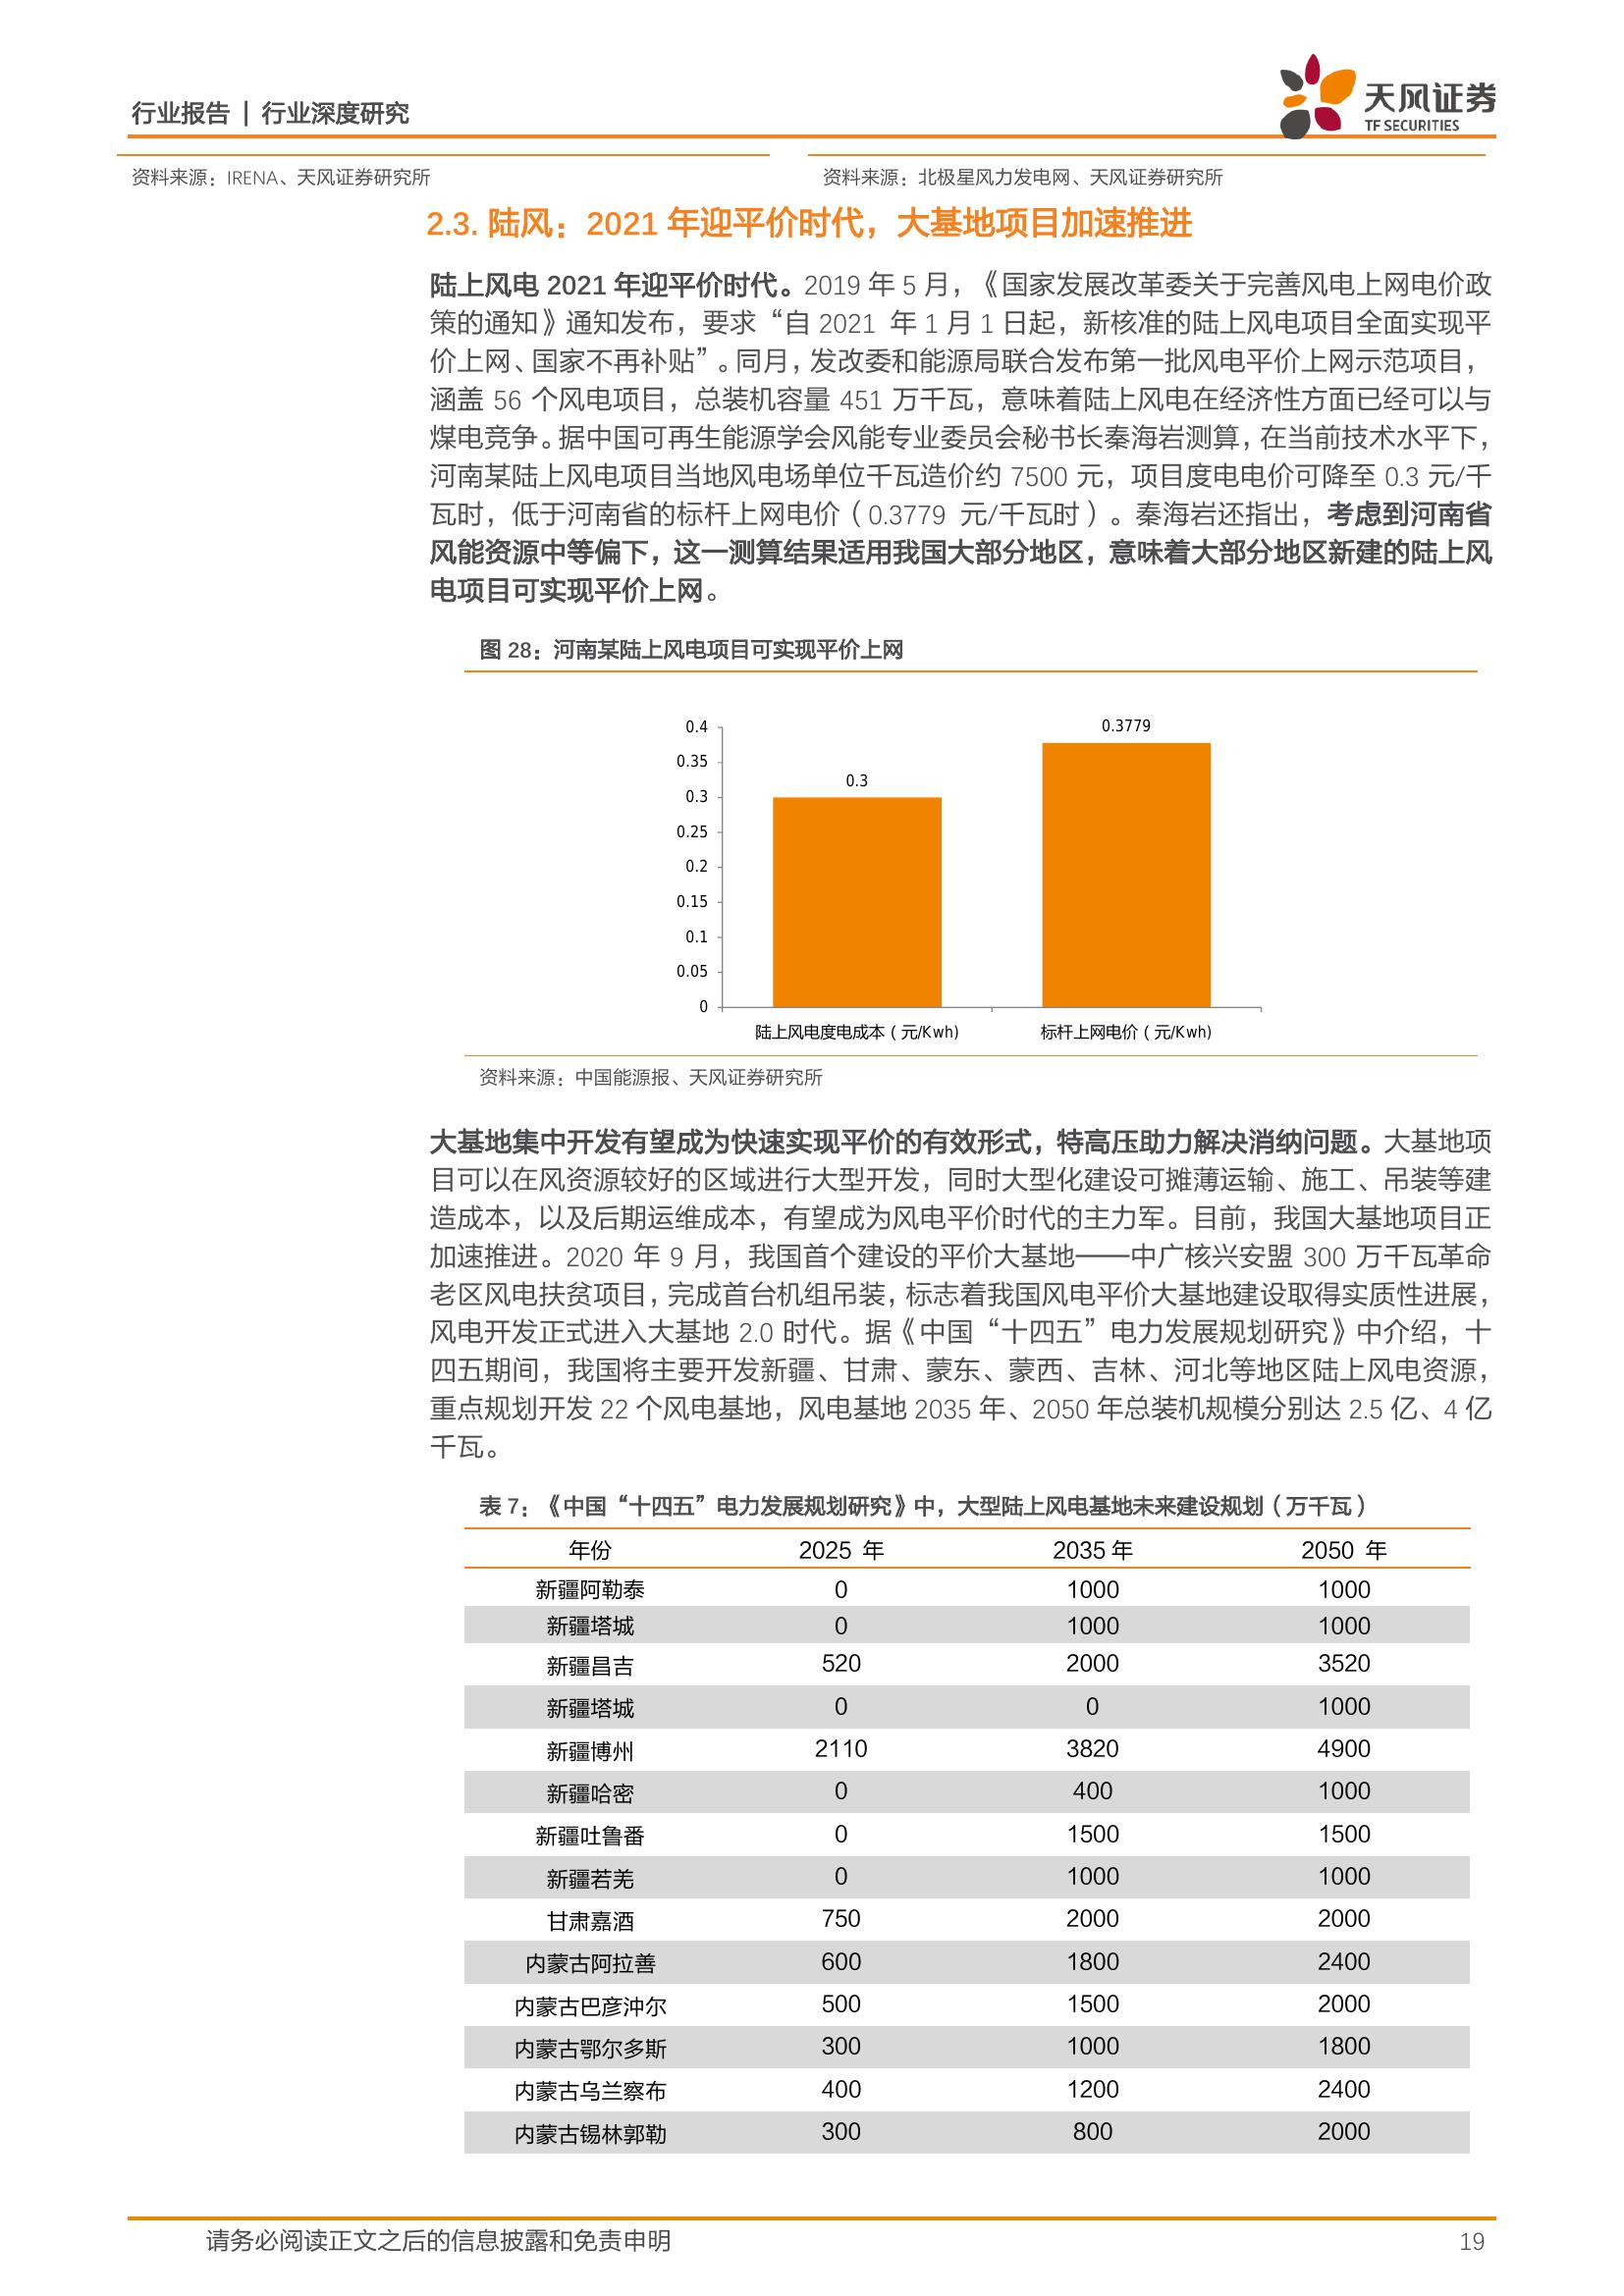 行业报告 | 行业深度研究
天风证券
TF SECURITIES
资料来源：IRENA、天风证券研究所
资料来源：北极星风力发电网、天风证券研究所
2.3. 陆风：2021 年迎平价时代，大基地项目加速推进
陆上风电 2021 年迎平价时代。2019 年 5 月，《国家发展改革委关于完善风电上网电价政
策的通知》通知发布，要求“自 2021 年 1 月 1 日起，新核准的陆上风电项目全面实现平
价上网、国家不再补贴”。同月，发改委和能源局联合发布第一批风电平价上网示范项目，
涵盖 56 个风电项目，总装机容量 451 万千瓦，意味着陆上风电在经济性方面已经可以与
煤电竞争。据中国可再生能源学会风能专业委员会秘书长秦海岩测算，在当前技术水平下，
河南某陆上风电项目当地风电场单位千瓦造价约 7500 元，项目度电电价可降至 0.3 元/千
瓦时，低于河南省的标杆上网电价（0.3779 元/千瓦时）。秦海岩还指出，考虑到河南省
风能资源中等偏下，这一测算结果适用我国大部分地区，意味着大部分地区新建的陆上风
电项目可实现平价上网。
图 28：河南某陆上风电项目可实现平价上网
0.4
0.35
0.3
0.25
0.2
0.15
0.1
0.05
0
0.3
0.3779
陆上风电度电成本（元/Kwh)
标杆上网电价（元/Kwh)
资料来源：中国能源报、天风证券研究所
大基地集中开发有望成为快速实现平价的有效形式，特高压助力解决消纳问题。大基地项
目可以在风资源较好的区域进行大型开发，同时大型化建设可摊薄运输、施工、吊装等建
造成本，以及后期运维成本，有望成为风电平价时代的主力军。目前，我国大基地项目正
加速推进。2020 年 9 月，我国首个建设的平价大基地——中广核兴安盟 300 万千瓦革命
老区风电扶贫项目，完成首台机组吊装，标志着我国风电平价大基地建设取得实质性进展，
风电开发正式进入大基地 2.0 时代。据《中国“十四五”电力发展规划研究》中介绍，十
四五期间，我国将主要开发新疆、甘肃、蒙东、蒙西、吉林、河北等地区陆上风电资源，
重点规划开发 22 个风电基地，风电基地 2035 年、2050 年总装机规模分别达 2.5 亿、4 亿
千瓦。
表 7：《中国“十四五”电力发展规划研究》中，大型陆上风电基地未来建设规划（万千瓦）
年份 2025 年 2035 年 2050 年
新疆阿勒泰 0 1000 1000
新疆塔城 0 1000 1000
新疆昌吉 520 2000 3520
新疆塔城 0 0 1000
新疆博州 2110 3820 4900
新疆哈密 0 400 1000
新疆吐鲁番 0 1500 1500
新疆若羌 0 1000 1000
甘肃嘉酒 750 2000 2000
内蒙古阿拉善 600 1800 2400
内蒙古巴彦沖尔 500 1500 2000
内蒙古鄂尔多斯 300 1000 1800
内蒙古乌兰察布 400 1200 2400
内蒙古锡林郭勒 300 800 2000
请务必阅读正文之后的信息披露和免责申明
19